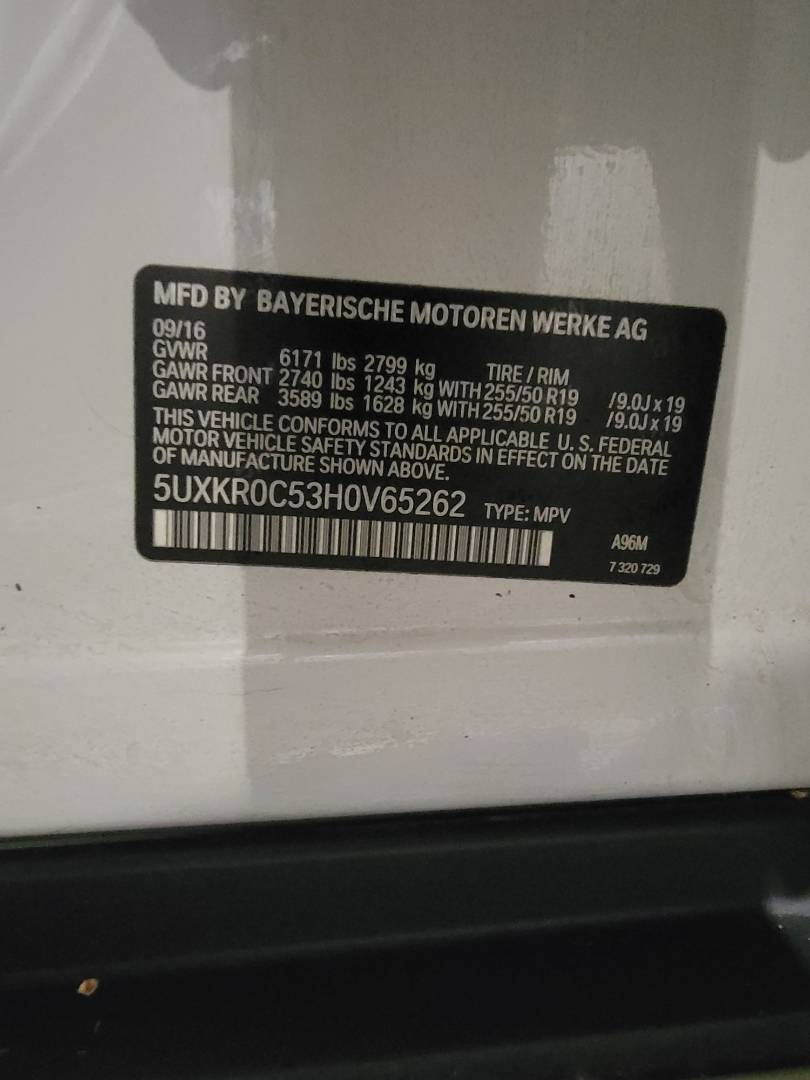 MFD BY BAYERISCHE MOTOREN WERKE AG
09/16
GVWR 6171 lbs 2799 kg TIRE / RIM
GAWR FRONT 2740 lbs 1243 kg WITH 255/50 R19 /9.0J x 19
GAWR REAR 3589 lbs 1628 kg WITH 255/50 R19 /9.0J x 19
THIS VEHICLE CONFORMS TO ALL APPLICABLE U. S. FEDERAL
MOTOR VEHICLE SAFETY STANDARDS IN EFFECT ON THE DATE
OF MANUFACTURE SHOWN ABOVE.
5UXKR0C53H0V65262 TYPE: MPV
A96M
7 320 729